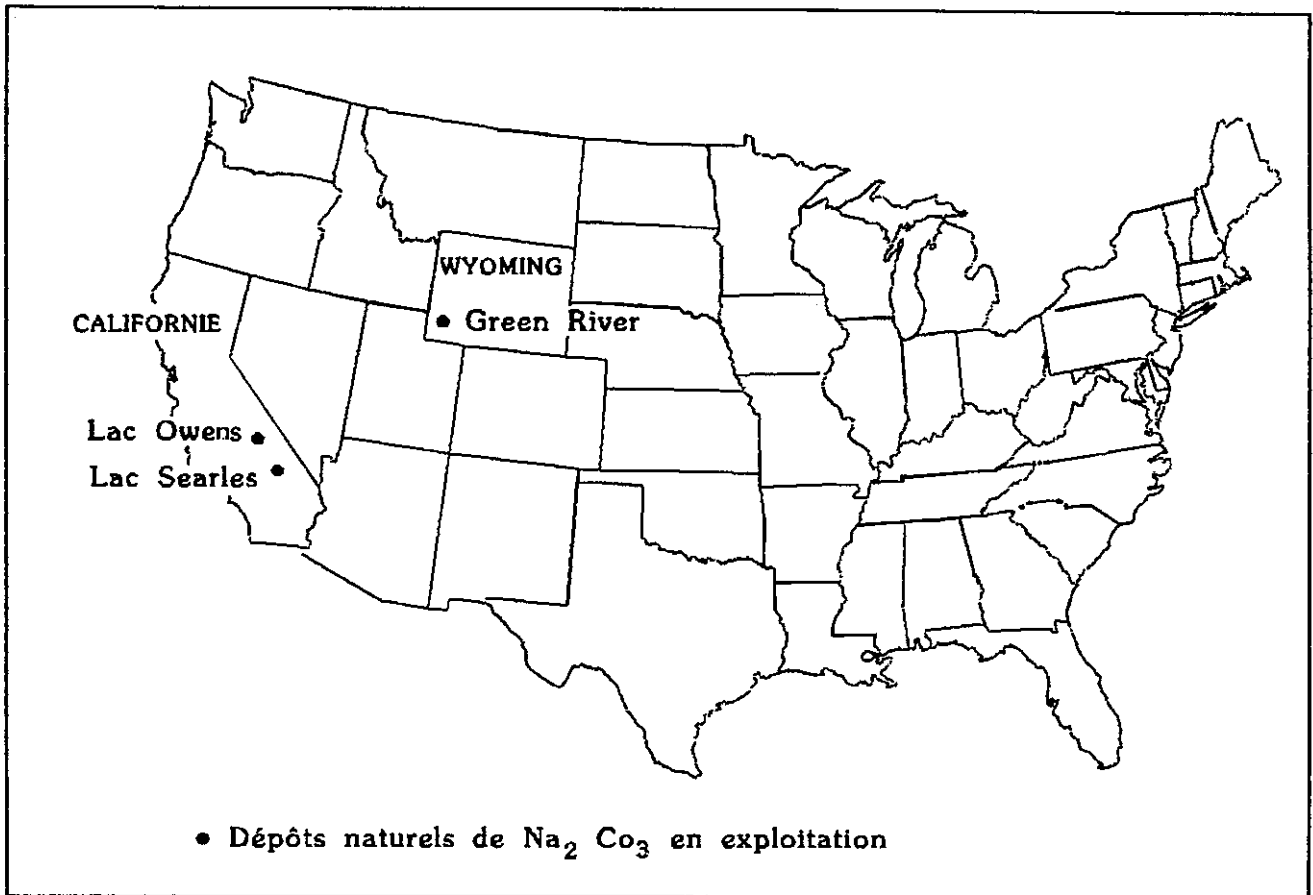 WYOMING
CALIFORNIE
Green River
Lac Owens
Lac Searles
Dépôts naturels de Na₂ Co₃ en exploitation